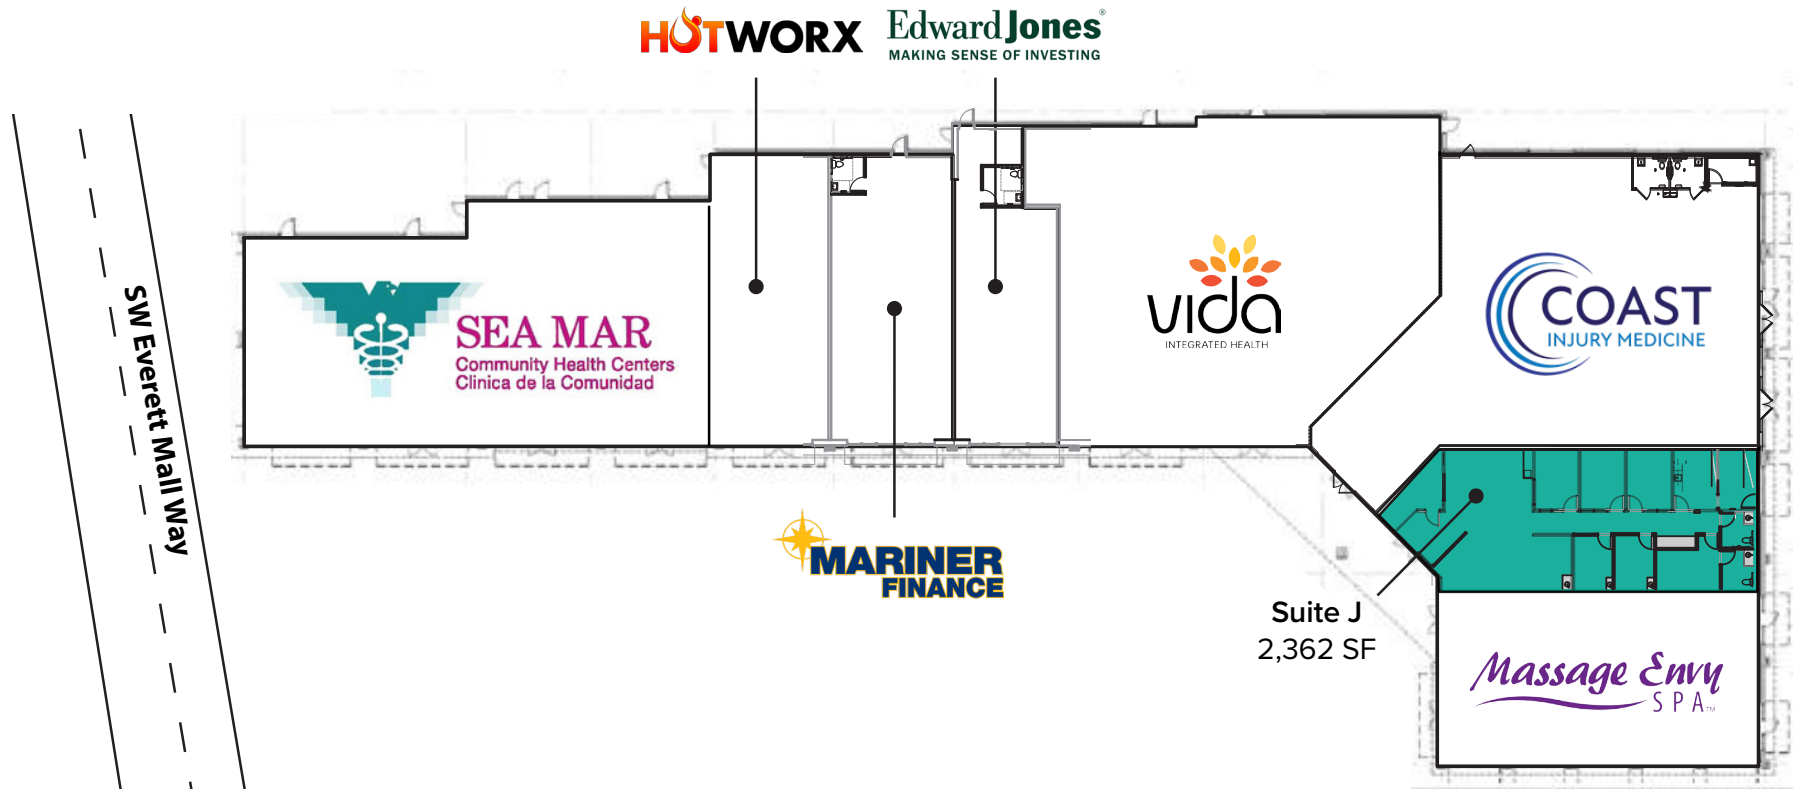 HOTWORX
Edward Jones®
MAKING SENSE OF INVESTING
SW Everett Mall Way
SEA MAR
Community Health Centers
Clinica de la Comunidad
vida
INTEGRATED HEALTH
COAST
INJURY MEDICINE
MARINER
FINANCE
Suite J
2,362 SF
Massage Envy
SPA™